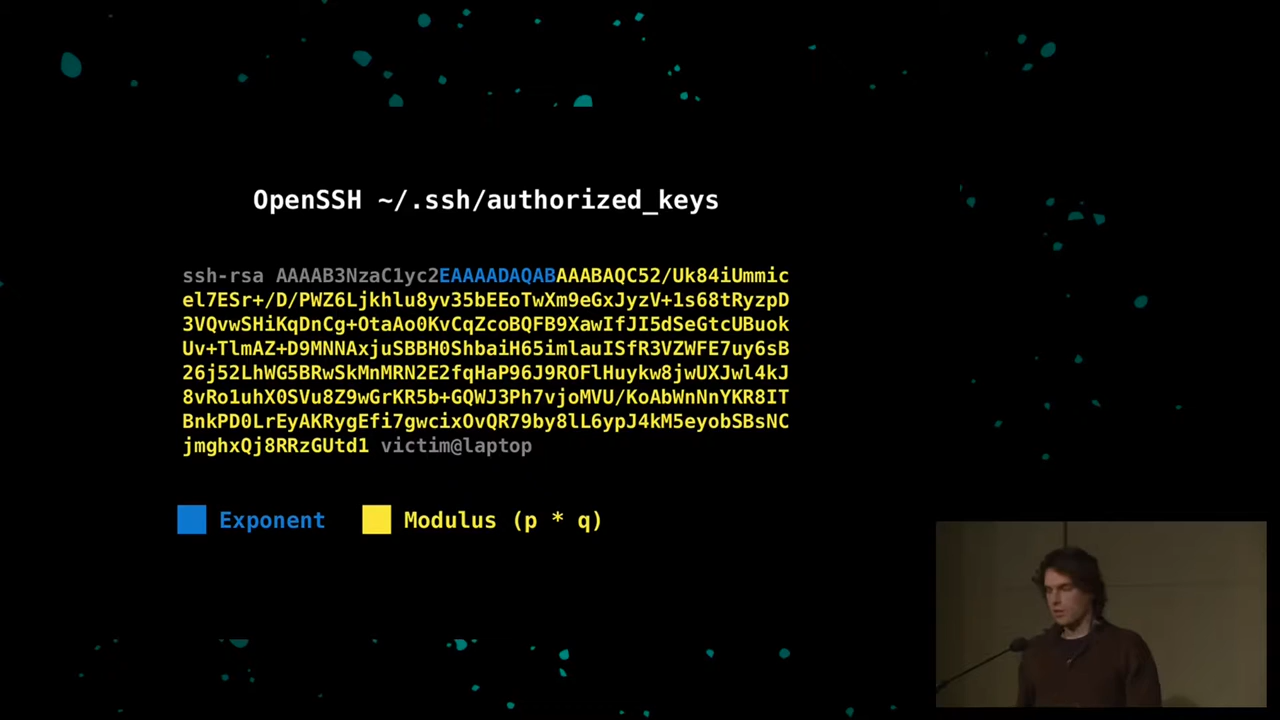 OpenSSH ~/.ssh/authorized_keys
ssh-rsa AAAAB3NzaC1yc2EAAAADAQABAAABAQC52/Uk84iUmmic
el7ESr+/D/PWZ6Ljkhlu8yv35bEEoTwXm9eGxJyzV+1s68tRyzpD
3VQvwSHiKqDnCg+OtaAo0KvCqZcoBQFB9XawIfJI5dSeGtcUBuok
Uv+TlmAZ+D9MNNAxjuSBBH0ShbaiH65imlauISfR3VZWFE7uy6sB
26j52LhWG5BRwSkMnMRN2E2fqHaP96J9ROFlHuykw8jwUXJwl4kJ
8vRo1uhX0SVu8Z9wGrKR5b+GQWJ3Ph7vjoMVU/KoAbWnNnYKR8IT
BnkPD0LrEyAKRygEfi7gwcixOvQR79by8lL6ypJ4kM5eyobSBsNC
jmghxQj8RRzGUtd1 victim@laptop
Exponent Modulus (p * q)